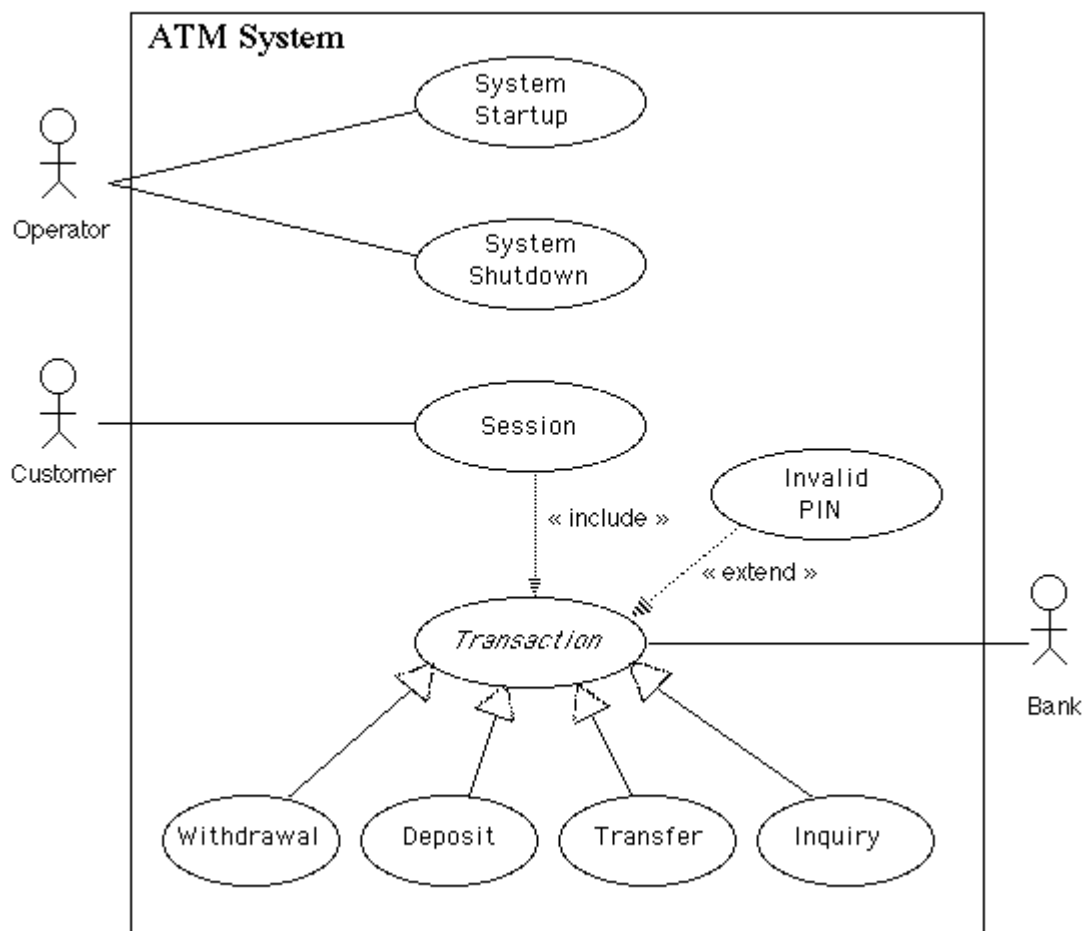 ATM System
System
Startup
Operator
System
Shutdown
Customer
Session
Invalid
PIN
« include »
« extend »
Transaction
Bank
Withdrawal
Deposit
Transfer
Inquiry